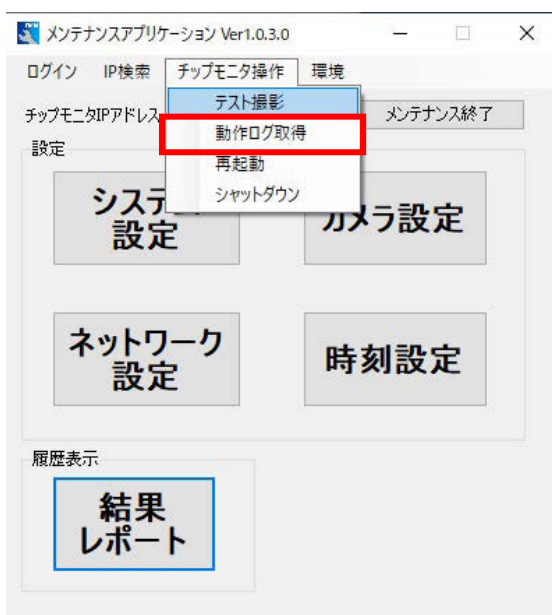 メンテナンスアプリケーション Ver1.0.3.0
ログイン IP検索 チップモニタ操作 環境
チップモニタIPアドレス
テスト撮影
動作ログ取得
再起動
シャットダウン
メンテナンス終了
設定
システ
設定
カメラ設定
ネットワーク
設定
時刻設定
履歴表示
結果
レポート